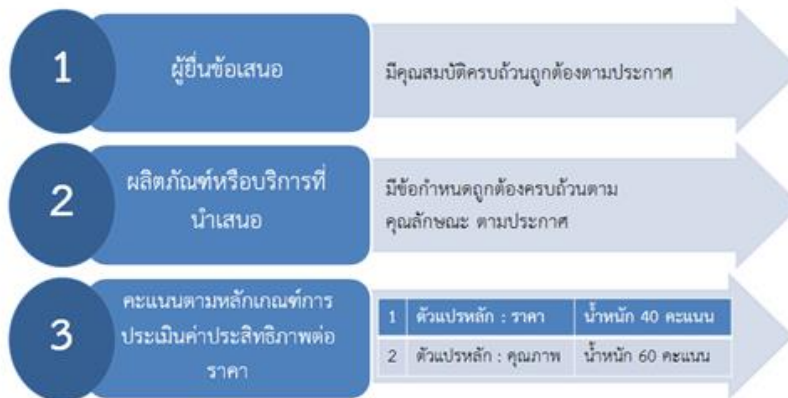 1
ผู้ยื่นข้อเสนอ
มีคุณสมบัติครบถ้วนถูกต้องตามประกาศ
2
ผลิตภัณฑ์หรือบริการที่
นำเสนอ
มีข้อกำหนดถูกต้องครบถ้วนตาม
คุณลักษณะ ตามประกาศ
3
คะแนนตามหลักเกณฑ์การ
ประเมินค่าประสิทธิภาพต่อ
ราคา
1 ตัวแปรหลัก : ราคา น้ำหนัก 40 คะแนน
2 ตัวแปรหลัก : คุณภาพ น้ำหนัก 60 คะแนน